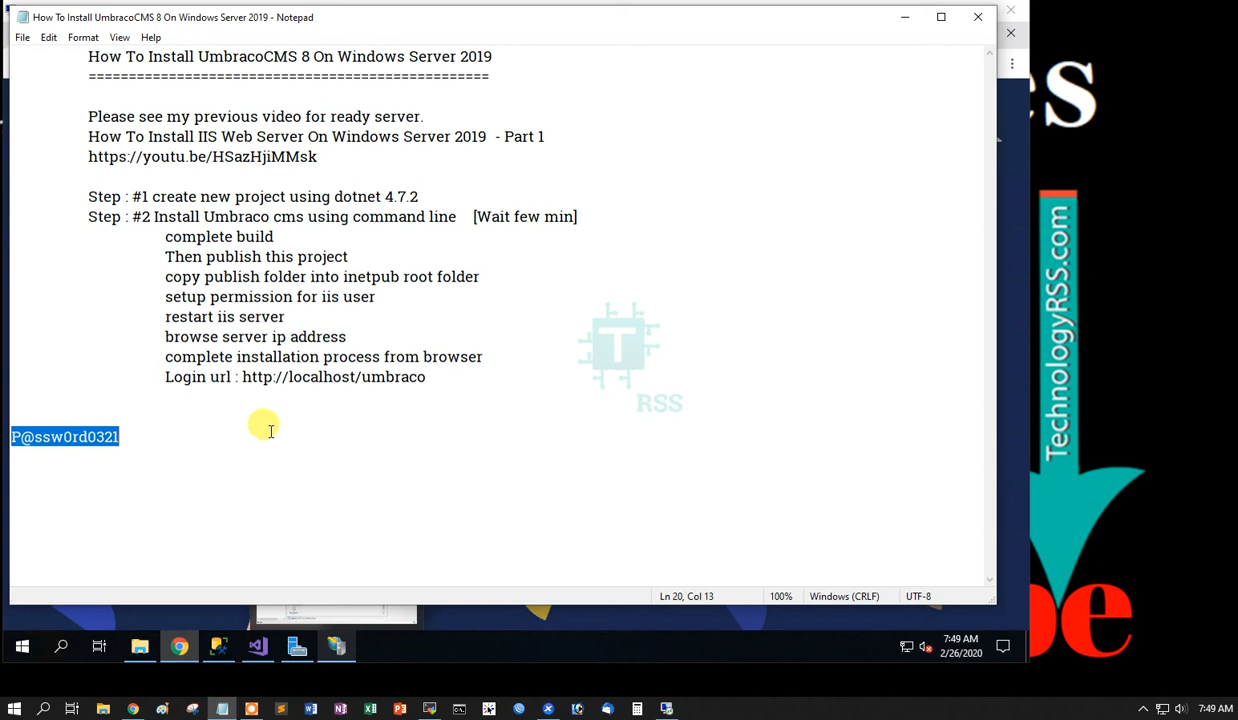 How To Install UmbracoCMS 8 On Windows Server 2019 - Notepad
File Edit Format View Help
How To Install UmbracoCMS 8 On Windows Server 2019
==================================================
Please see my previous video for ready server.
How To Install IIS Web Server On Windows Server 2019 - Part 1
https://youtu.be/HSazHjiMMsk
Step : #1 create new project using dotnet 4.7.2
Step : #2 Install Umbraco cms using command line [Wait few min]
complete build
Then publish this project
copy publish folder into inetpub root folder
setup permission for iis user
restart iis server
browse server ip address
complete installation process from browser
Login url : http://localhost/umbraco
P@ssw0rd0321
T
RSS
Ln 20, Col 13
100%
Windows (CRLF)
UTF-8
TechnologyRSS.com
7:49 AM
2/26/2020
7:49 AM